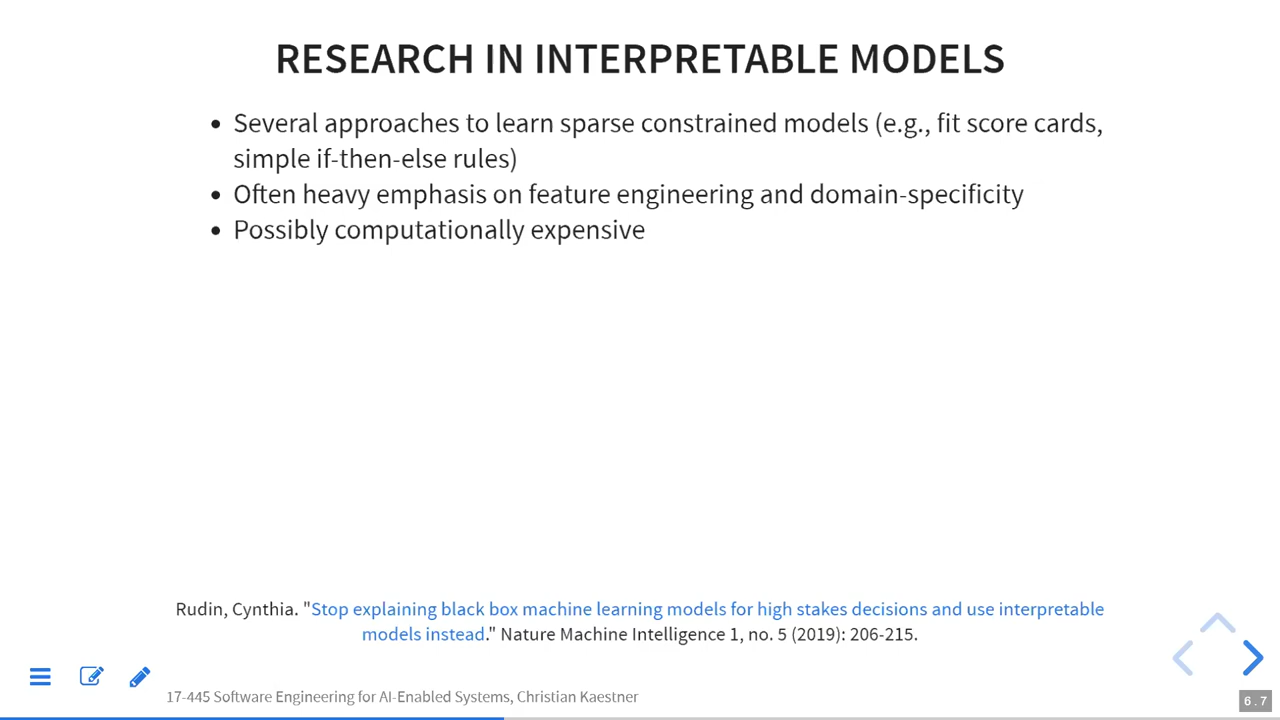 RESEARCH IN INTERPRETABLE MODELS
• Several approaches to learn sparse constrained models (e.g., fit score cards,
simple if-then-else rules)
• Often heavy emphasis on feature engineering and domain-specificity
• Possibly computationally expensive
Rudin, Cynthia. "Stop explaining black box machine learning models for high stakes decisions and use interpretable
models instead." Nature Machine Intelligence 1, no. 5 (2019): 206-215.
17-445 Software Engineering for AI-Enabled Systems, Christian Kaestner
6 . 7